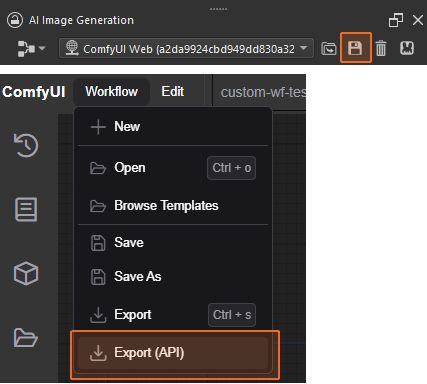 AI Image Generation
ComfyUI Web (a2da9924cbd949dd830a32
ComfyUI Workflow Edit custom-wf-tes
New
Open Ctrl + o
Browse Templates
Save
Save As
Export Ctrl + s
Export (API)